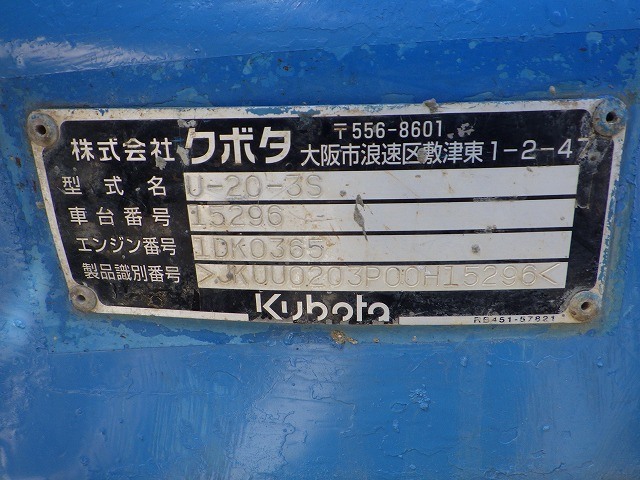 株式会社 クボタ 〒556-8601
大阪市浪速区敷津東1-2-47
型式名 U-20-3S
車台番号 15296
エンジン番号 1DK0365
製品識別番号 >JKUU0203P00H15296<
Kubota
RB451-57821